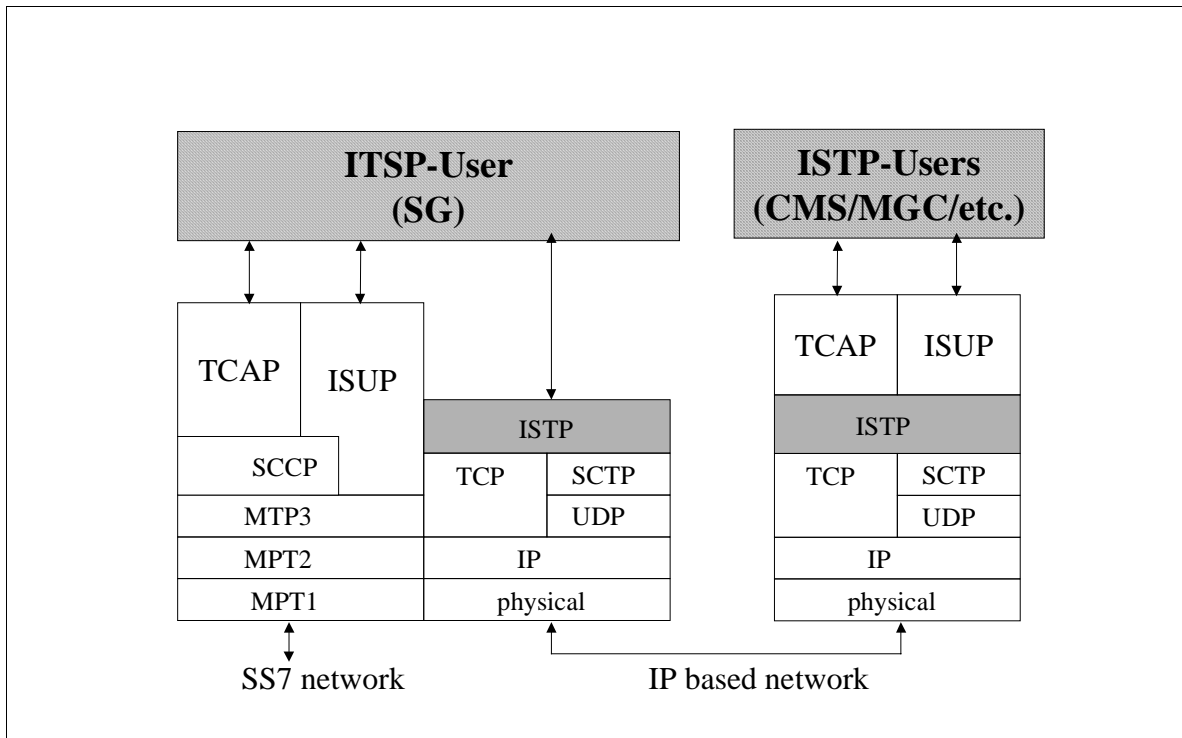 ITSP-User
(SG)
ISTP-Users
(CMS/MGC/etc.)
TCAP
ISUP
SCCP
MTP3
MPT2
MPT1
ISTP
TCP
SCTP
UDP
IP
physical
TCAP
ISUP
ISTP
TCP
SCTP
UDP
IP
physical
SS7 network
IP based network